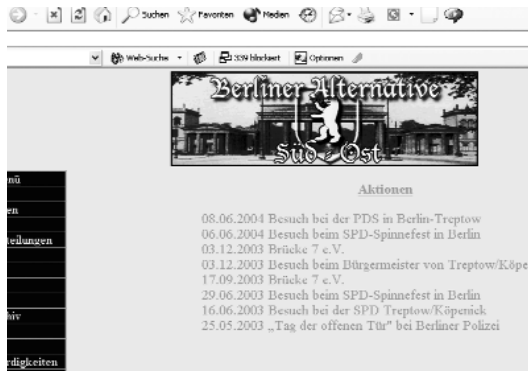 Suchen Favoriten Medien
Web-Suche 339 blockiert Optionen
Berliner Alternative
Süd - Ost
enü
en
teilungen
hiv
rdigkeiten
Aktionen
08.06.2004 Besuch bei der PDS in Berlin-Treptow
06.06.2004 Besuch beim SPD-Spinnefest in Berlin
03.12.2003 Brücke 7 e.V.
03.12.2003 Besuch beim Bürgermeister von Treptow/Köpe
17.09.2003 Brücke 7 e.V.
29.06.2003 Besuch beim SPD-Spinnefest in Berlin
16.06.2003 Besuch bei der SPD Treptow/Köpenick
25.05.2003 „Tag der offenen Tür" bei Berliner Polizei